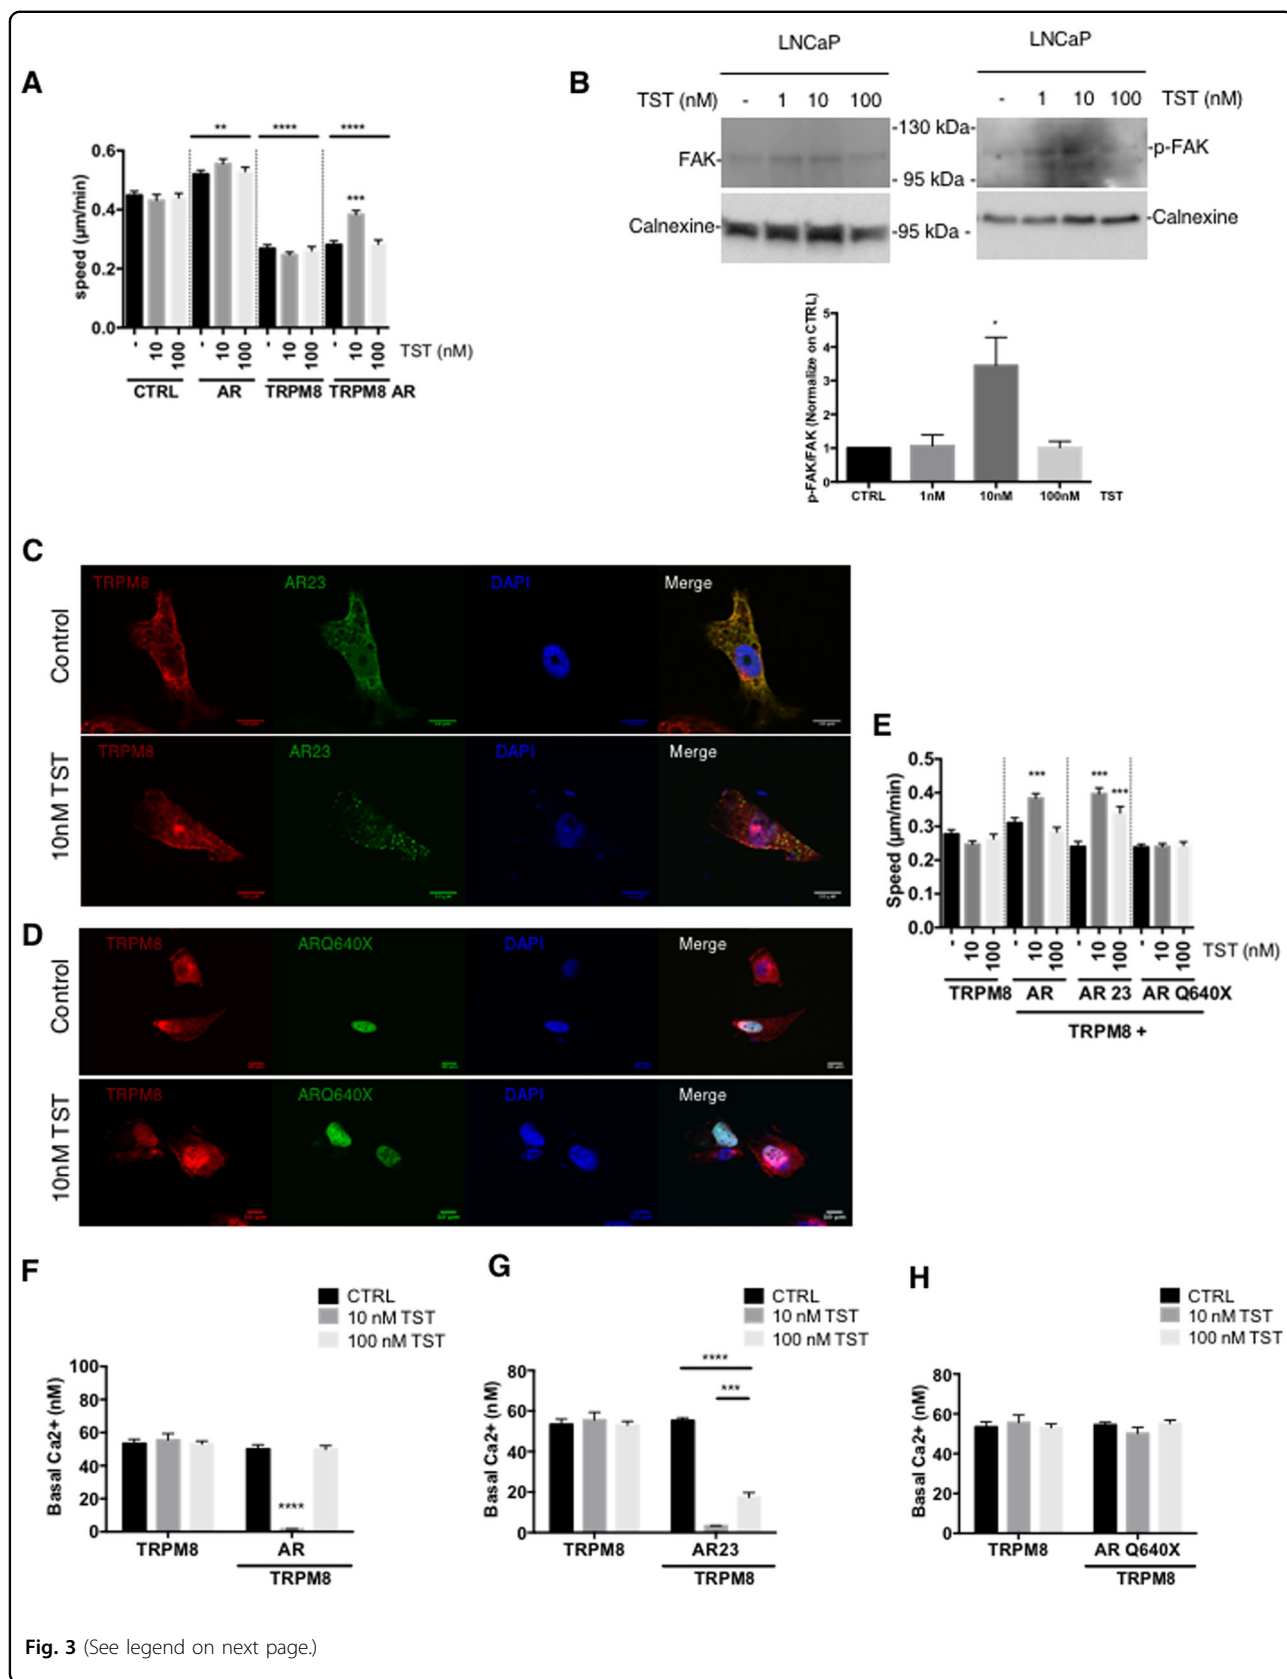 A
speed (µm/min)
0.6
0.4
0.2
0.0
** **** ****
***
- 10 100 - 10 100 - 10 100 - 10 100 TST (nM)
CTRL AR TRPM8 TRPM8 AR
B
LNCaP LNCaP
TST (nM) - 1 10 100 - 1 10 100 TST (nM)
-130 kDa-
FAK- -p-FAK
- 95 kDa -
Calnexine- -95 kDa - -Calnexine
p-FAK/FAK (Normalize on CTRL)
5
4
3
2
1
0
*
CTRL 1nM 10nM 100nM TST
C
Control
TRPM8 AR23 DAPI Merge
10nM TST
TRPM8 AR23 DAPI Merge
D
Control
TRPM8 ARQ640X DAPI Merge
10nM TST
TRPM8 ARQ640X DAPI Merge
E
Speed (µm/min)
0.5
0.4
0.3
0.2
0.1
0.0
*** *** ***
- 10 100 - 10 100 - 10 100 - 10 100 TST (nM)
TRPM8 AR AR 23 AR Q640X
TRPM8 +
F
CTRL
10 nM TST
100 nM TST
Basal Ca2+ (nM)
100
80
60
40
20
0
****
TRPM8 AR
TRPM8
G
CTRL
10 nM TST
100 nM TST
Basal Ca2+ (nM)
80
60
40
20
0
****
***
TRPM8 AR23
TRPM8
H
CTRL
10 nM TST
100 nM TST
Basal Ca2+ (nM)
80
60
40
20
0
TRPM8 AR Q640X
TRPM8
Fig. 3 (See legend on next page.)